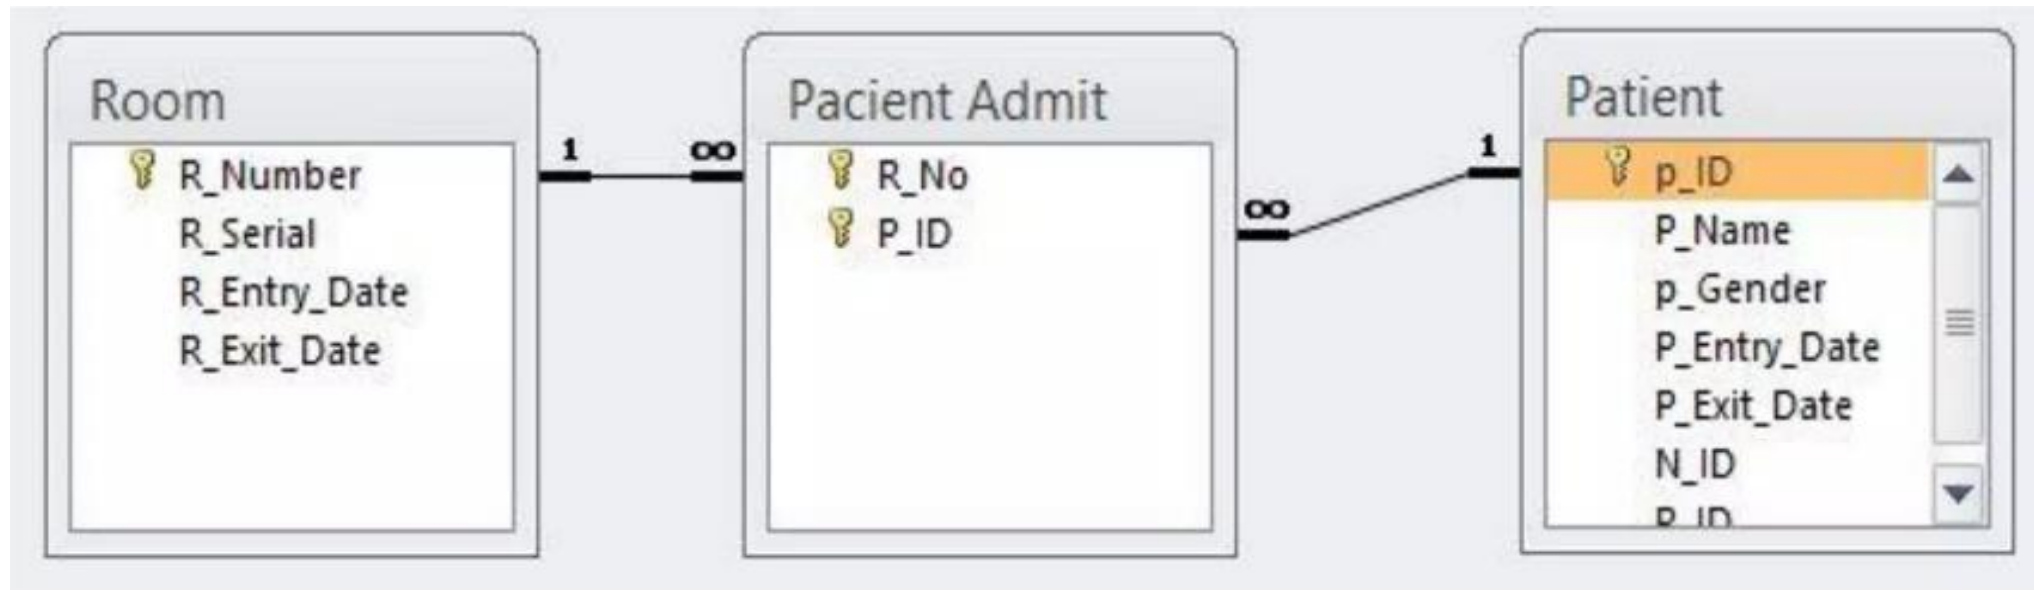 Room
R_Number
R_Serial
R_Entry_Date
R_Exit_Date
1
∞
Pacient Admit
R_No
P_ID
∞
1
Patient
p_ID
P_Name
p_Gender
P_Entry_Date
P_Exit_Date
N_ID